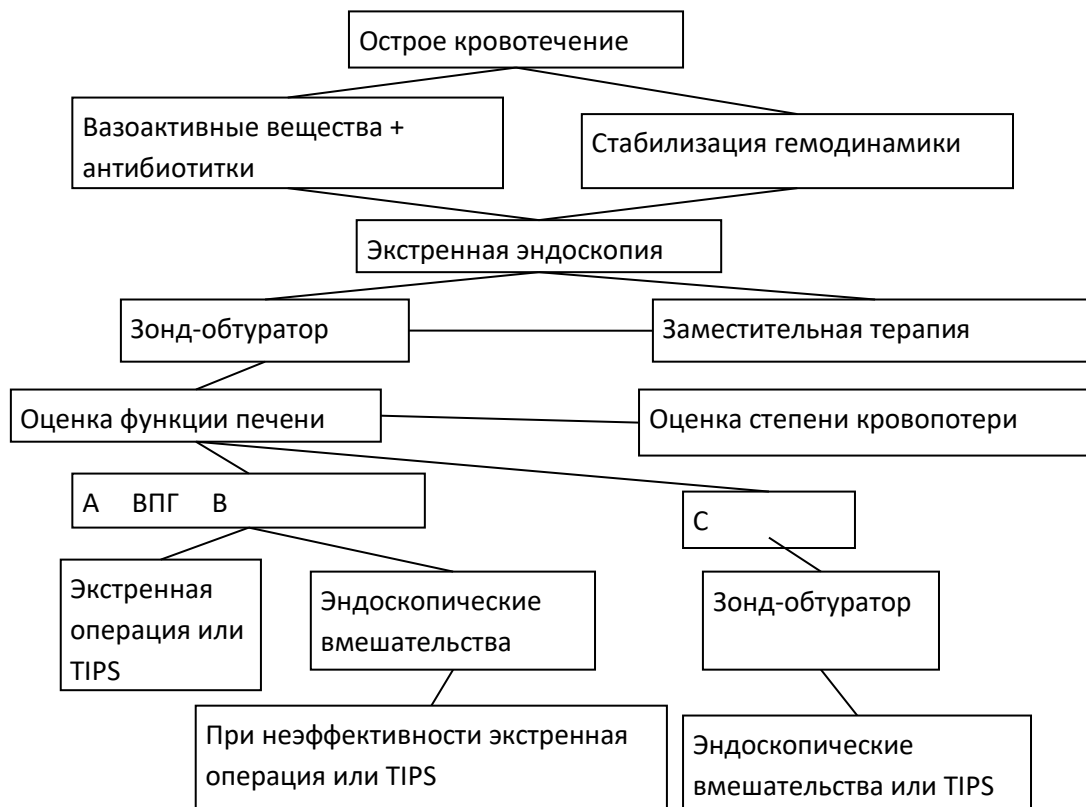 Острое кровотечение
Вазоактивные вещества +
антибиотитки
Стабилизация гемодинамики
Экстренная эндоскопия
Зонд-обтуратор
Заместительная терапия
Оценка функции печени
Оценка степени кровопотери
А ВПГ В
С
Экстренная
операция или
TIPS
Эндоскопические
вмешательства
Зонд-обтуратор
При неэффективности экстренная
операция или TIPS
Эндоскопические
вмешательства или TIPS